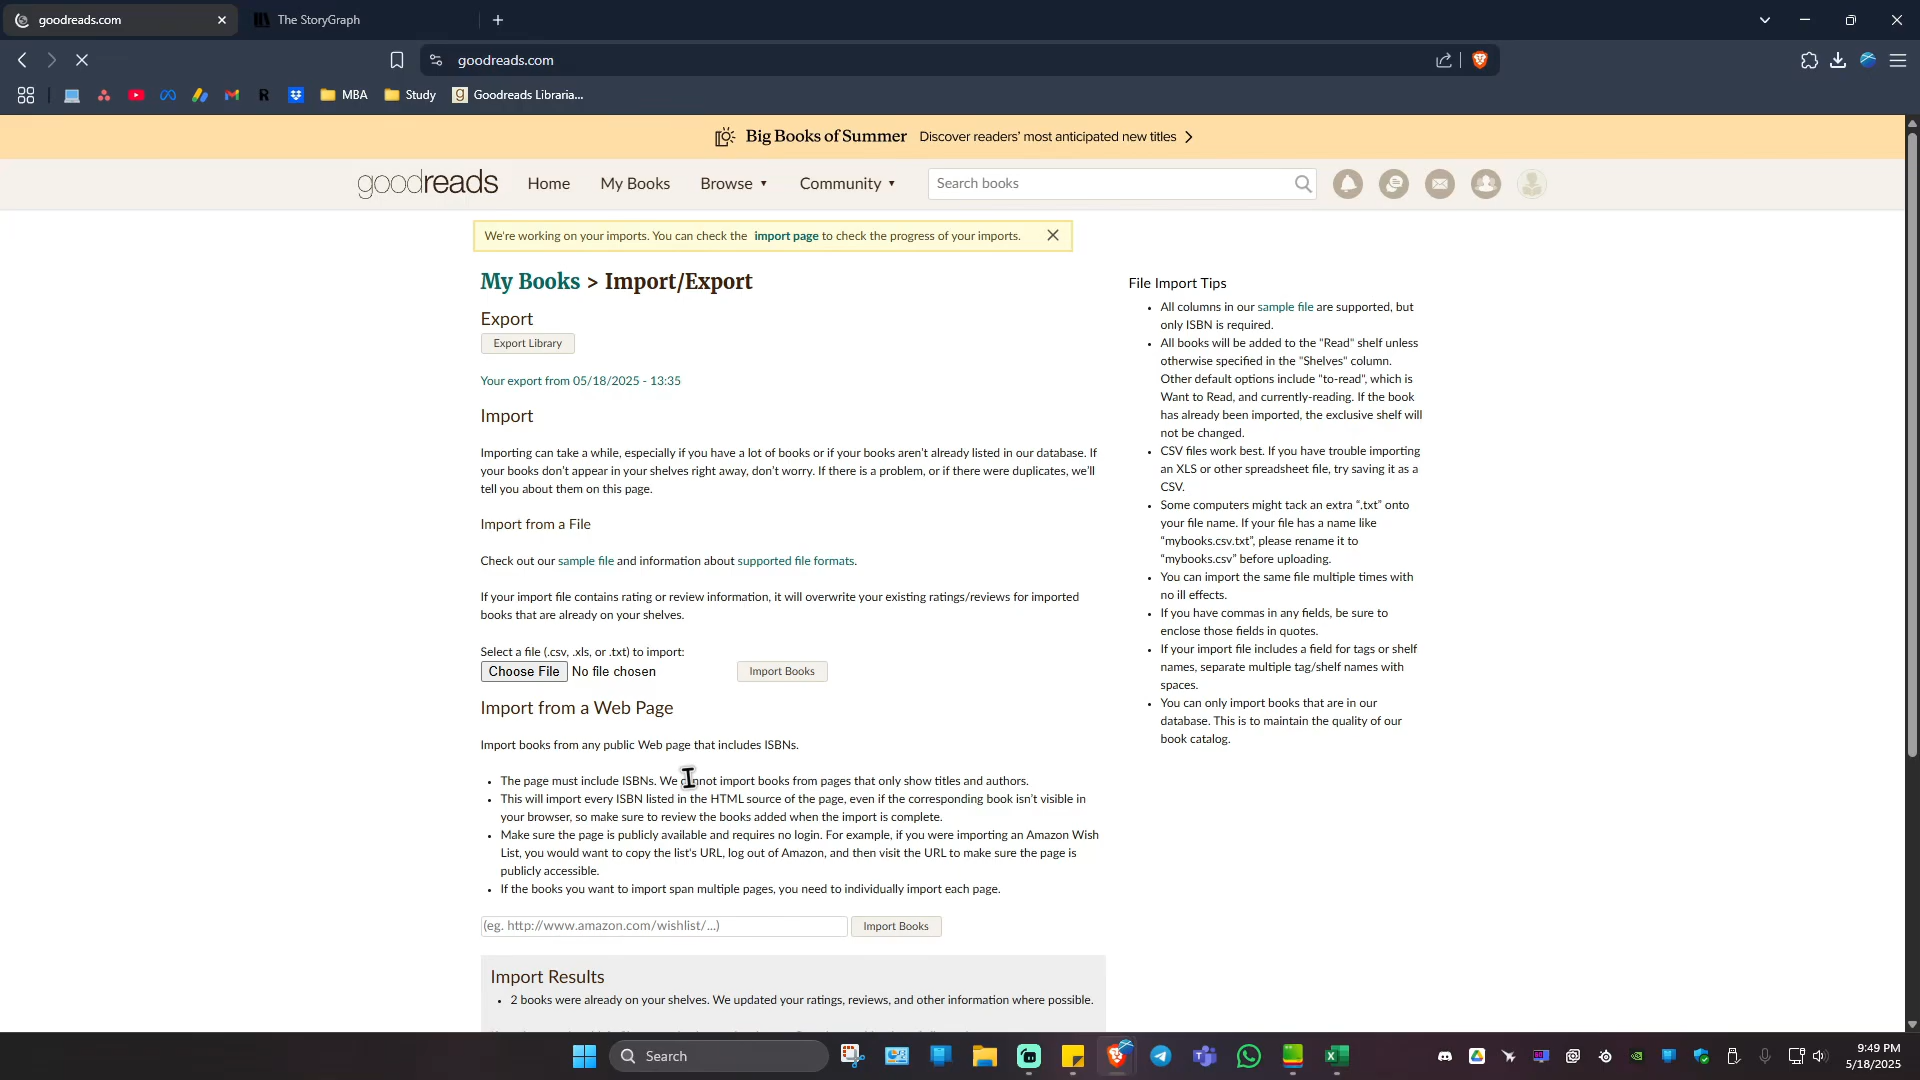 goodreads.com
The StoryGraph
goodreads.com
MBA
Study
Goodreads Libraria...
Big Books of Summer Discover readers' most anticipated new titles
goodreads
Home
My Books
Browse
Community
Search books
We're working on your imports. You can check the import page to check the progress of your imports.
My Books > Import/Export
Export
Export Library
Your export from 05/18/2025 - 13:35
Import
Importing can take a while, especially if you have a lot of books or if your books aren't already listed in our database. If
your books don't appear in your shelves right away, don't worry. If there is a problem, or if there were duplicates, we'll
tell you about them on this page.
Import from a File
Check out our sample file and information about supported file formats.
If your import file contains rating or review information, it will overwrite your existing ratings/reviews for imported
books that are already on your shelves.
Select a file (.csv, .xls, or .txt) to import:
Choose File No file chosen
Import Books
Import from a Web Page
Import books from any public Web page that includes ISBNs.
• The page must include ISBNs. We cannot import books from pages that only show titles and authors.
• This will import every ISBN listed in the HTML source of the page, even if the corresponding book isn't visible in
your browser, so make sure to review the books added when the import is complete.
• Make sure the page is publicly available and requires no login. For example, if you were importing an Amazon Wish
List, you would want to copy the list's URL, log out of Amazon, and then visit the URL to make sure the page is
publicly accessible.
• If the books you want to import span multiple pages, you need to individually import each page.
(eg. http://www.amazon.com/wishlist/...)
Import Books
Import Results
• 2 books were already on your shelves. We updated your ratings, reviews, and other information where possible.
File Import Tips
• All columns in our sample file are supported, but
only ISBN is required.
• All books will be added to the "Read" shelf unless
otherwise specified in the "Shelves" column.
Other default options include "to-read", which is
Want to Read, and currently-reading. If the book
has already been imported, the exclusive shelf will
not be changed.
• CSV files work best. If you have trouble importing
an XLS or other spreadsheet file, try saving it as a
CSV.
• Some computers might tack an extra ".txt" onto
your file name. If your file has a name like
"mybooks.csv.txt", please rename it to
"mybooks.csv" before uploading.
• You can import the same file multiple times with
no ill effects.
• If you have commas in any fields, be sure to
enclose those fields in quotes.
• If your import file includes a field for tags or shelf
names, separate multiple tag/shelf names with
spaces.
• You can only import books that are in our
database. This is to maintain the quality of our
book catalog.
Search
9:49 PM
5/18/2025